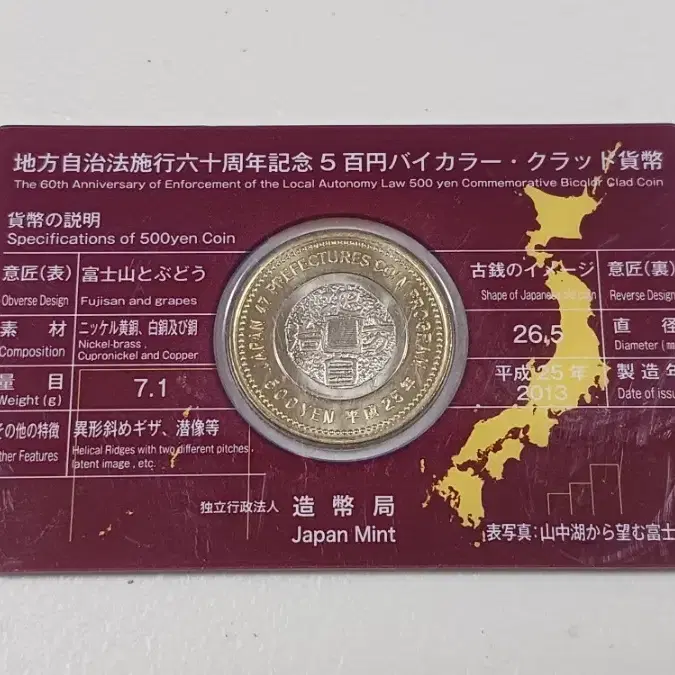 地方自治法施行六十周年記念 5 百円バイカラー・クラッド貨幣
The 60th Anniversary of Enforcement of the Local Autonomy Law 500 yen Commemorative Bicolor Clad Coin
貨幣の説明
Specifications of 500yen Coin
意匠(表) 富士山とぶどう
Obverse Design Fujisan and grapes
素 材 ニッケル黄銅、白銅及び銅
Composition Nickel-brass, Cupronickel and Copper
量 目 7.1
Weight (g)
その他の特徴 異形斜めギザ、潜像等
ther Features Helical Ridges with two different pitches, latent image, etc.
古銭のイメージ 意匠(裏)
Shape of Japanese old coin Reverse Design
26.5 直 径
Diameter (m
平成25年 製造年
2013 Date of issu
JAPAN 47 PREFECTURES COIN PROGRAM
500YEN 平成25年
治
自
独立行政法人 造幣局
Japan Mint
表写真:山中湖から望む富士